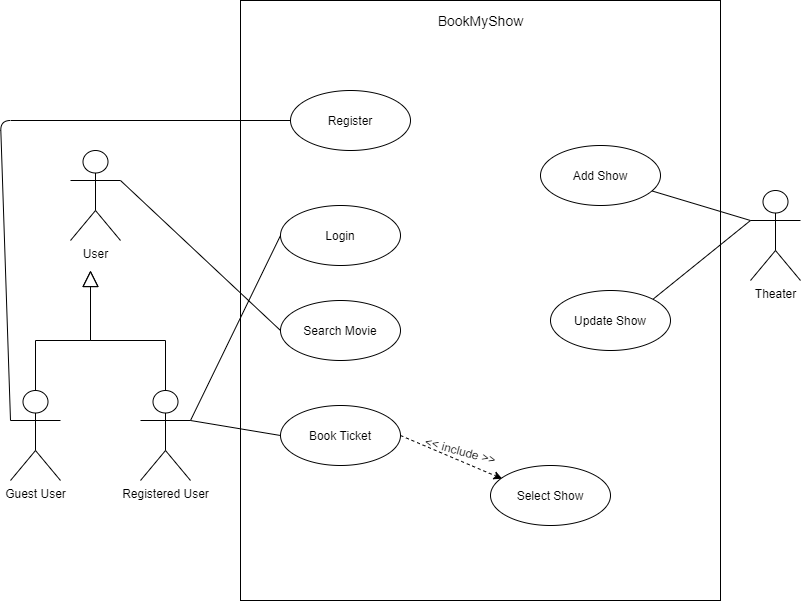 BookMyShow
Register
Add Show
Login
User
Theater
Search Movie
Update Show
Book Ticket
<< include >>
Guest User
Registered User
Select Show